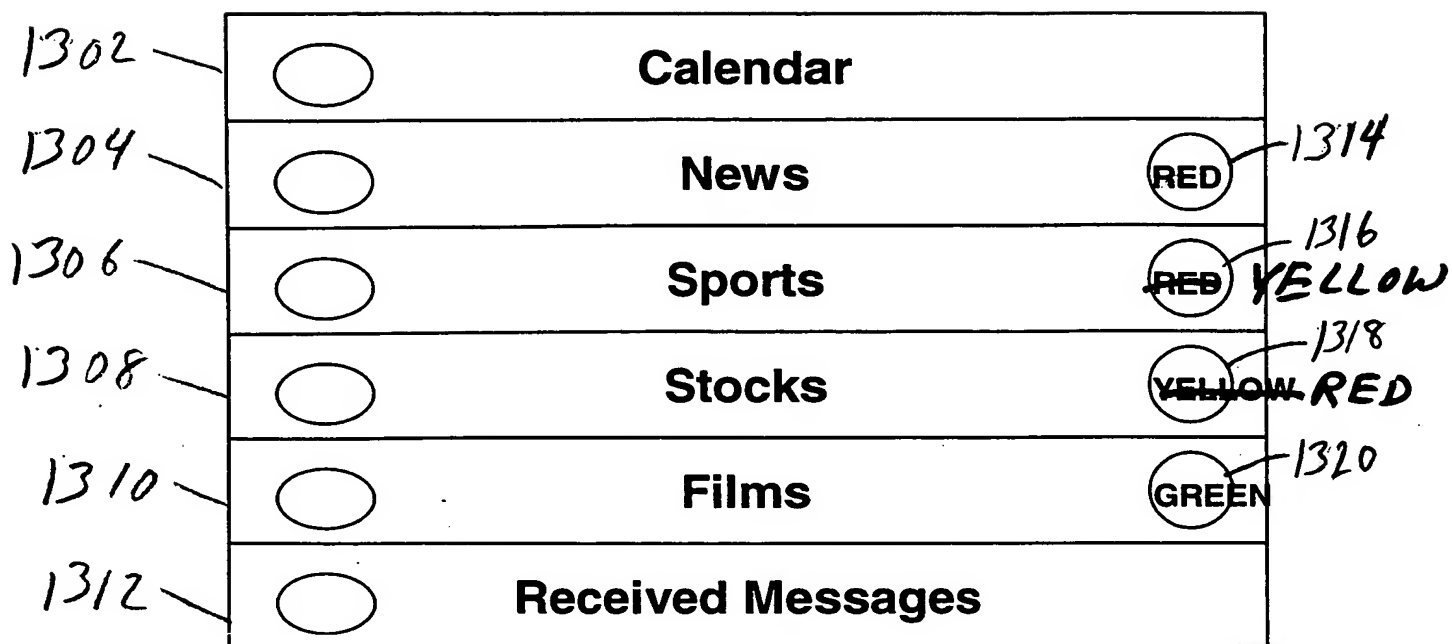 1302 Calendar
1304 News RED 1314
1316
1306 Sports RED YELLOW
1318
1308 Stocks YELLOW RED
1310 Films GREEN 1320
1312 Received Messages